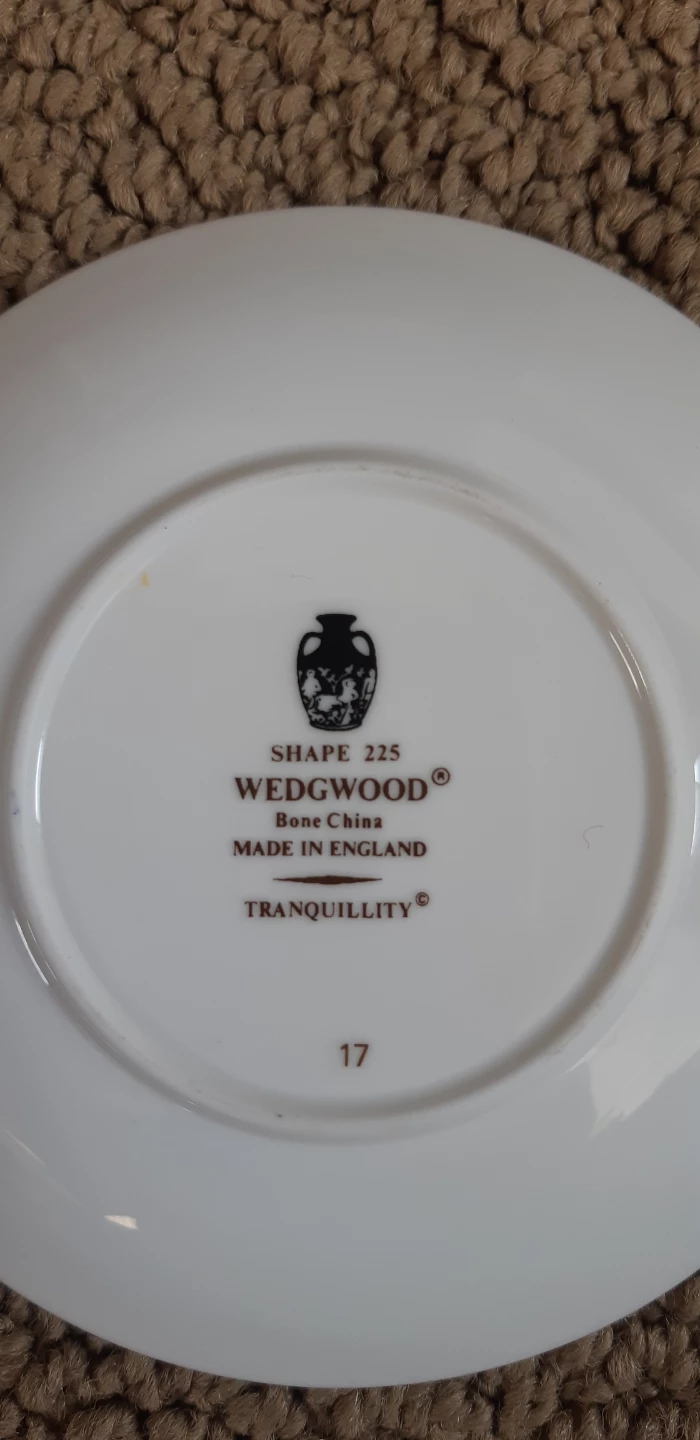 SHAPE 225
WEDGWOOD®
Bone China
MADE IN ENGLAND
TRANQUILLITY©
17